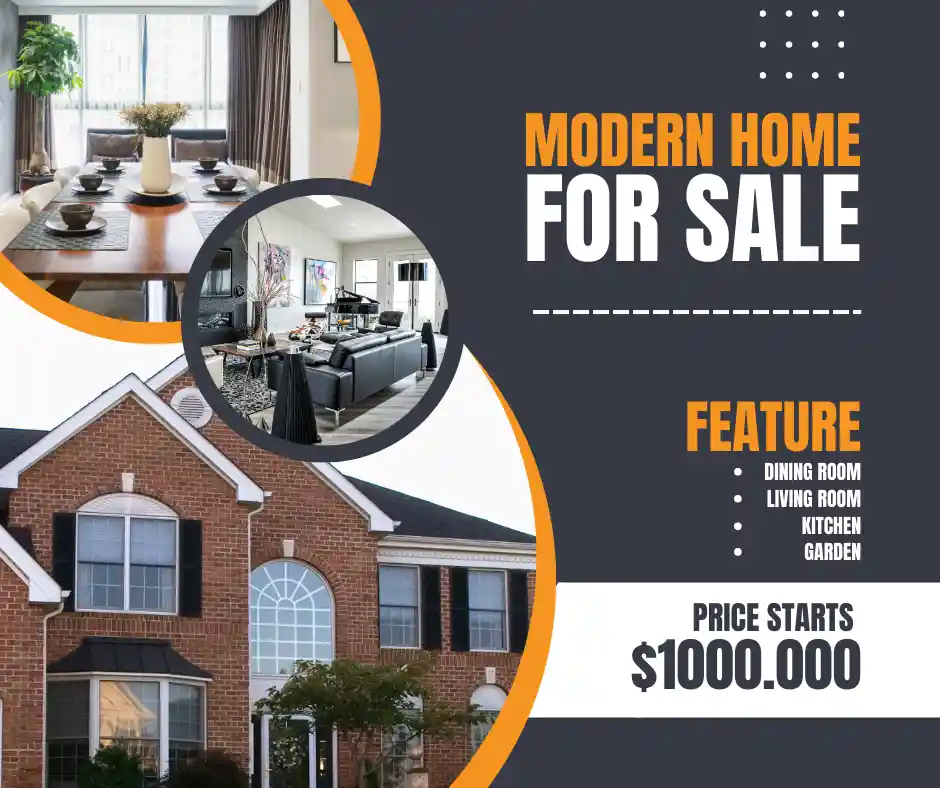 MODERN HOME
FOR SALE
FEATURE
• DINING ROOM
• LIVING ROOM
• KITCHEN
• GARDEN
PRICE STARTS
$1000.000